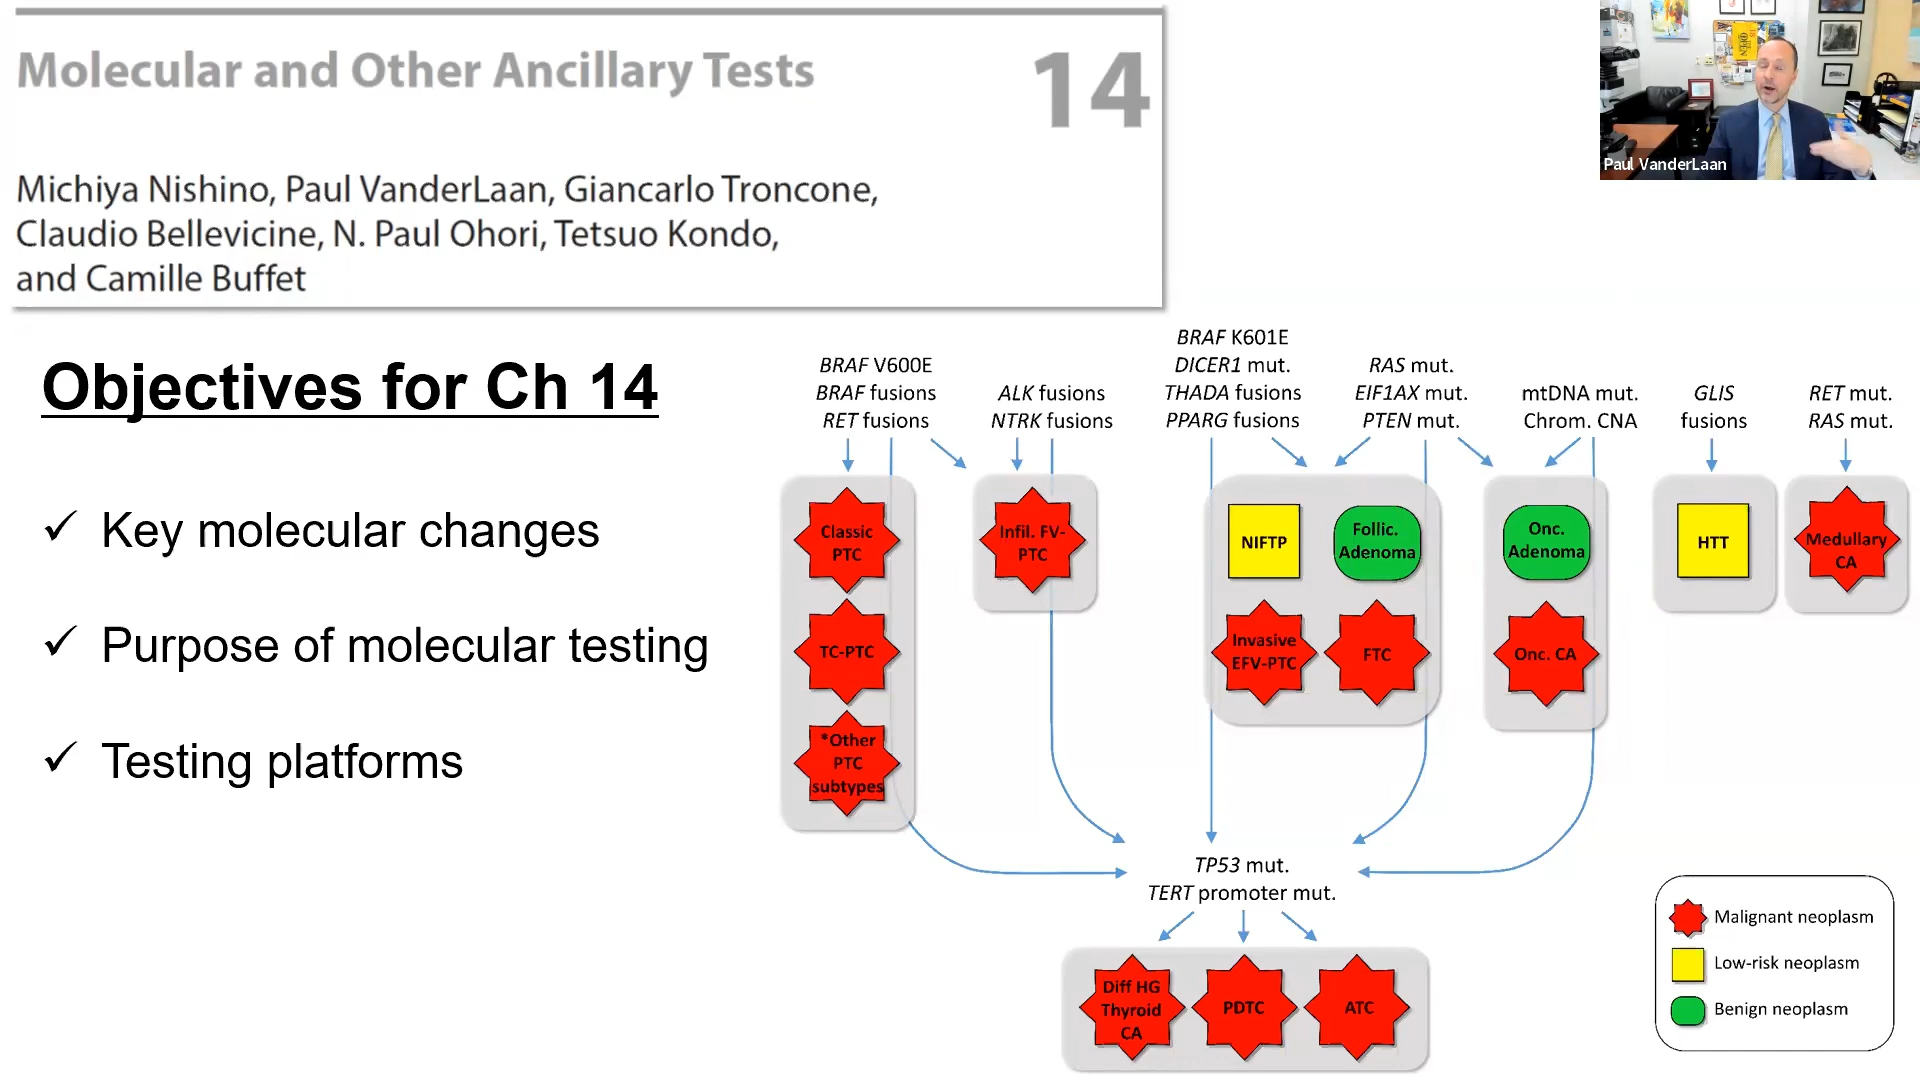 Molecular and Other Ancillary Tests
14
Michiya Nishino, Paul VanderLaan, Giancarlo Troncone,
Claudio Bellevicine, N. Paul Ohori, Tetsuo Kondo,
and Camille Buffet
Paul VanderLaan
Objectives for Ch 14
✓ Key molecular changes
✓ Purpose of molecular testing
✓ Testing platforms
BRAF V600E
BRAF fusions
RET fusions
ALK fusions
NTRK fusions
BRAF K601E
DICER1 mut.
THADA fusions
PPARG fusions
RAS mut.
EIF1AX mut.
PTEN mut.
mtDNA mut.
Chrom. CNA
GLIS
fusions
RET mut.
RAS mut.
Classic
PTC
TC-PTC
*Other
PTC
subtypes
Infil. FV-
PTC
NIFTP
Follic.
Adenoma
Invasive
EFV-PTC
FTC
Onc.
Adenoma
Onc. CA
HTT
Medullary
CA
TP53 mut.
TERT promoter mut.
Diff HG
Thyroid
CA
PDTC
ATC
Malignant neoplasm
Low-risk neoplasm
Benign neoplasm